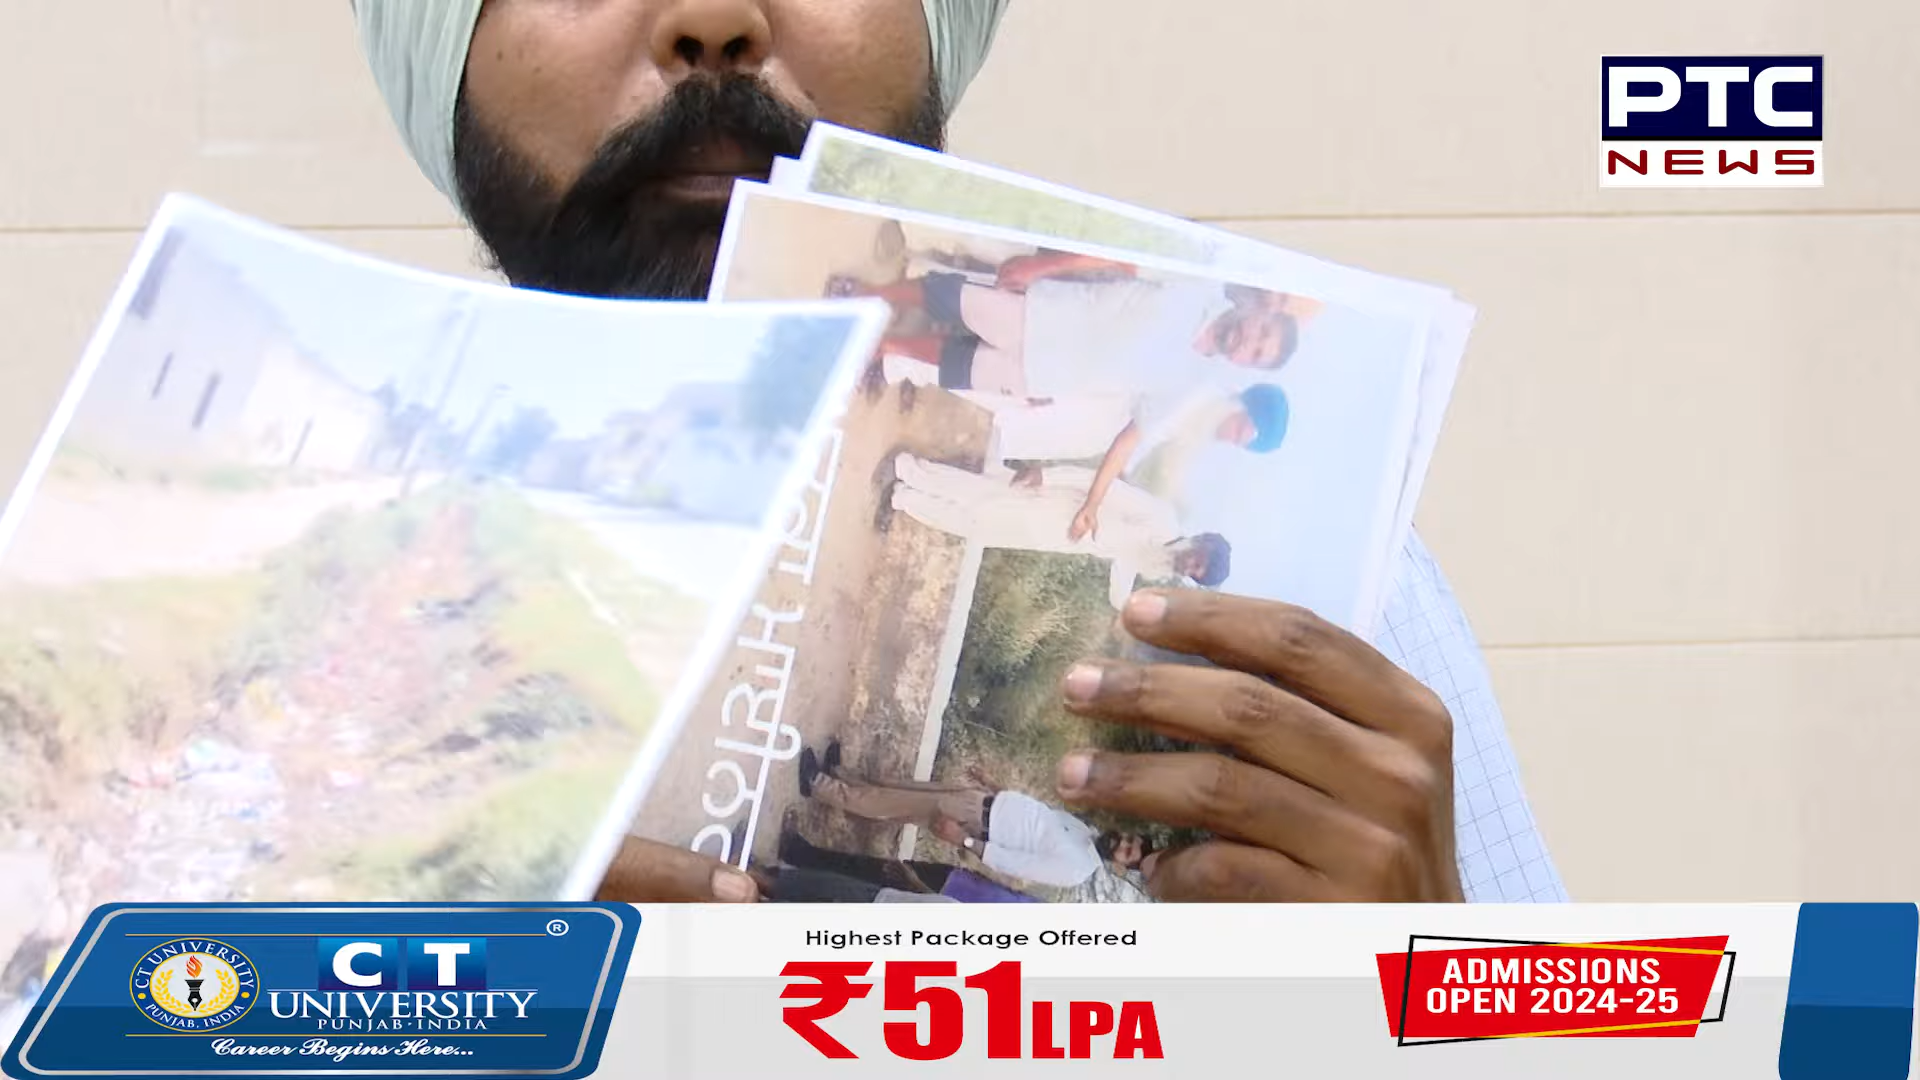 PTC
NEWS
®
CT UNIVERSITY
PUNJAB, INDIA
CT
UNIVERSITY
PUNJAB-INDIA
Career Begins Here...
Highest Package Offered
₹51LPA
ADMISSIONS
OPEN 2024-25